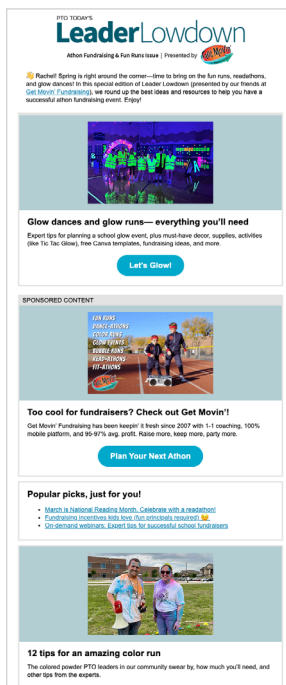 PTO TODAY'S
LeaderLowdown
Athon Fundraising & Fun Runs Issue | Presented by Get Movin'
👋 Rachel! Spring is right around the corner—time to bring on the fun runs, readathons,
and glow dances! In this special edition of Leader Lowdown (presented by our friends at
Get Movin' Fundraising), we round up the best ideas and resources to help you have a
successful athon fundraising event. Enjoy!
Glow dances and glow runs— everything you'll need
Expert tips for planning a school glow event, plus must-have decor, supplies, activities
(like Tic Tac Glow), free Canva templates, fundraising ideas, and more.
Let's Glow!
SPONSORED CONTENT
FUN RUNS
DANCE-ATHONS
COLOR RUNS
GLOW EVENTS
BUBBLE RUNS
READ-ATHONS
FIT-ATHONS
Get Movin'
Too cool for fundraisers? Check out Get Movin'!
Get Movin' Fundraising has been keepin' it fresh since 2007 with 1-1 coaching, 100%
mobile platform, and 95-97% avg. profit. Raise more, keep more, party more.
Plan Your Next Athon
Popular picks, just for you!
• March is National Reading Month. Celebrate with a readathon!
• Fundraising incentives kids love (fun principals required) 😉
• On-demand webinars: Expert tips for successful school fundraisers
12 tips for an amazing color run
The colored powder PTO leaders in our community swear by, how much you'll need, and
other tips from the experts.